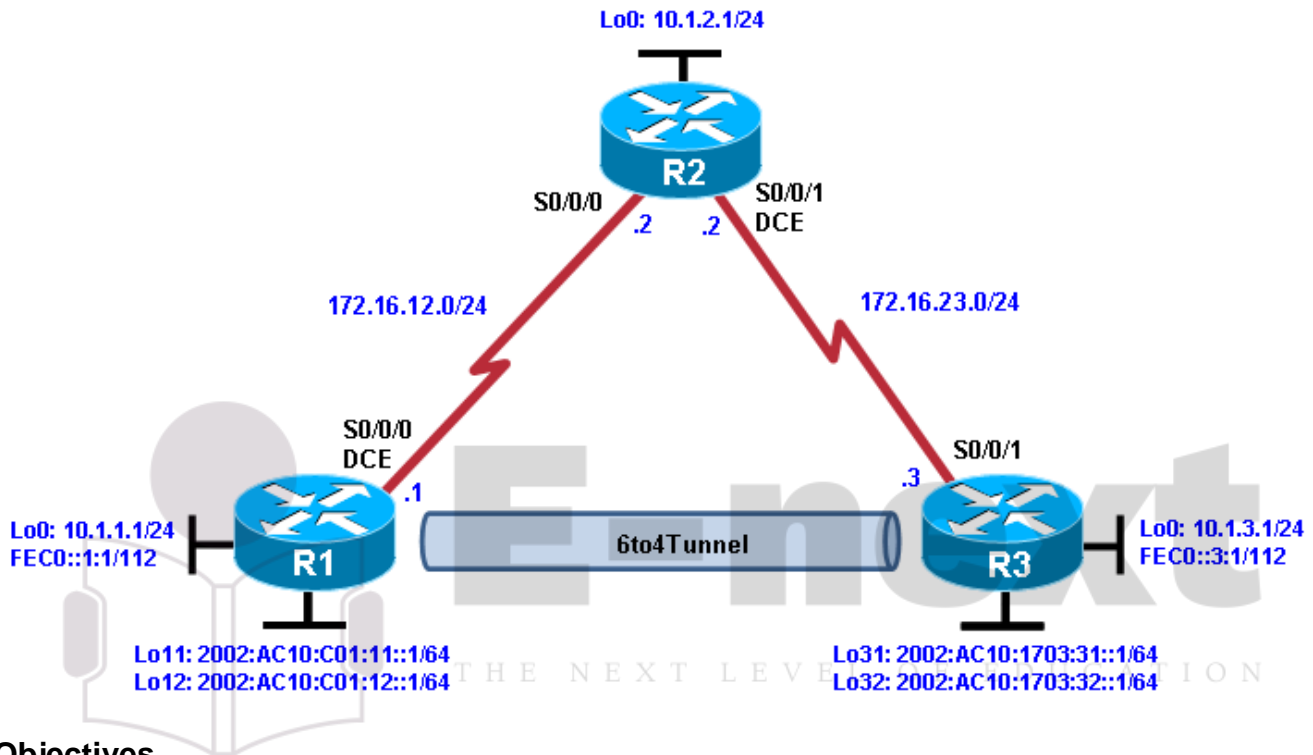 Lo0: 10.1.2.1/24
R2
S0/0/0
S0/0/1
DCE
.2
.2
172.16.12.0/24
172.16.23.0/24
S0/0/0
DCE
S0/0/1
.1
.3
Lo0: 10.1.1.1/24
FEC0::1:1/112
R1
6to4Tunnel
R3
Lo0: 10.1.3.1/24
FEC0::3:1/112
E-next
Lo11: 2002:AC10:C01:11::1/64
Lo12: 2002:AC10:C01:12::1/64
Lo31: 2002:AC10:1703:31::1/64
Lo32: 2002:AC10:1703:32::1/64
THE NEXT LEVEL OF EDUCATION
Objectives